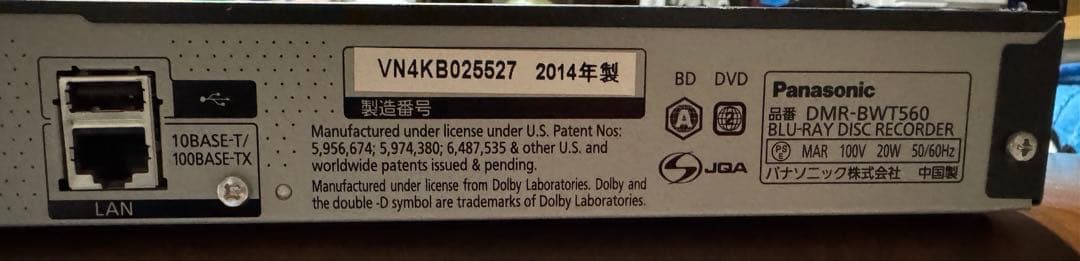 10BASE-T/
100BASE-TX
LAN
VN4KB025527 2014年製
製造番号
Manufactured under license under U.S. Patent Nos:
5,956,674; 5,974,380; 6,487,535 & other U.S. and
worldwide patents issued & pending.
Manufactured under license from Dolby Laboratories. Dolby and
the double -D symbol are trademarks of Dolby Laboratories.
BD DVD
A 2
JQA
Panasonic
品番 DMR-BWT560
BLU-RAY DISC RECORDER
PSE MAR 100V 20W 50/60Hz
パナソニック株式会社 中国製